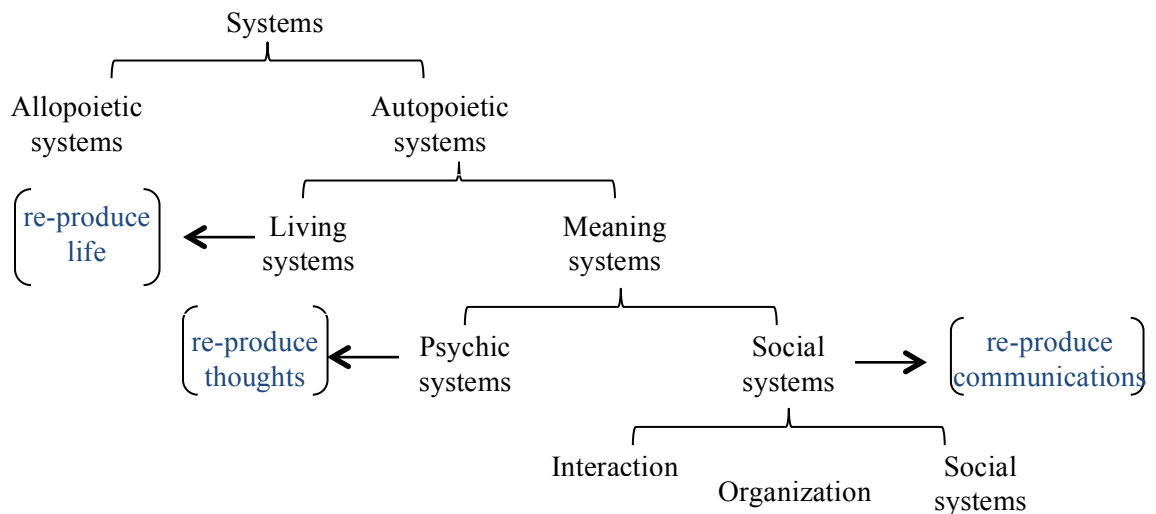 Systems
Allopoietic
systems
Autopoietic
systems
re-produce
life
Living
systems
Meaning
systems
re-produce
thoughts
Psychic
systems
Social
systems
re-produce
communications
Interaction
Organization
Social
systems